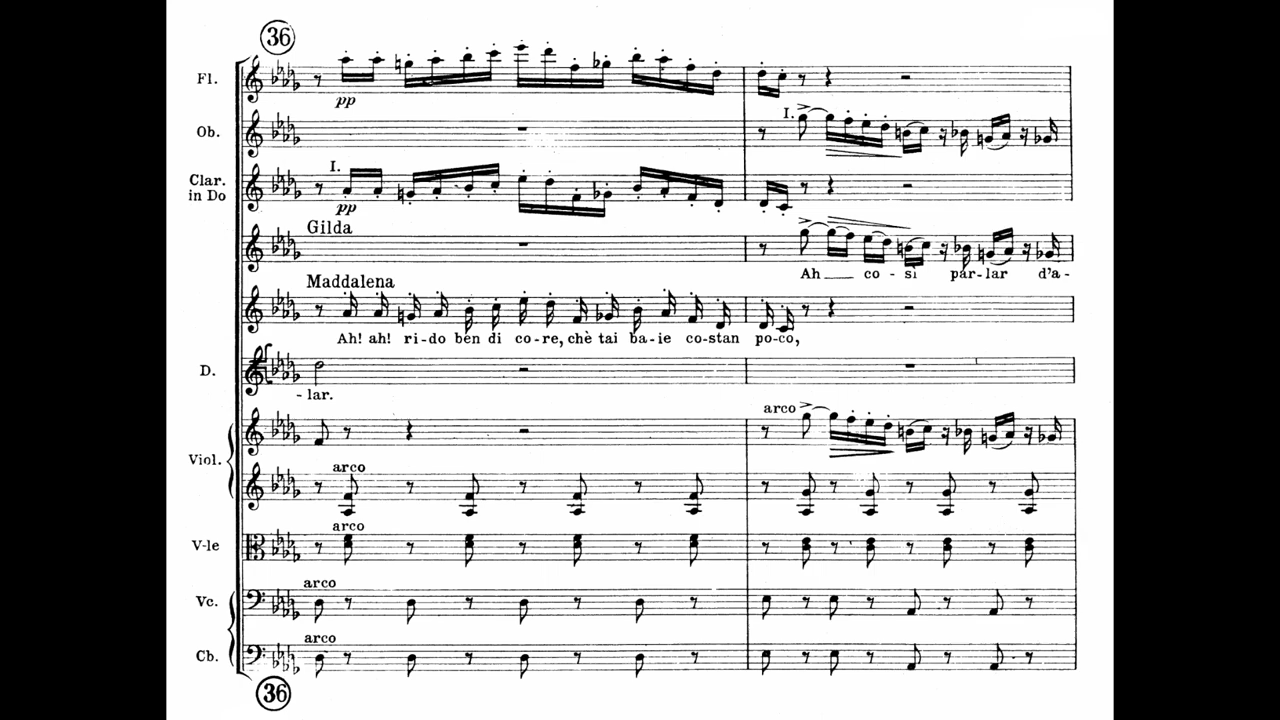 36
Fl.
pp
Ob.
I.
Clar.
in Do
I.
pp
Gilda
Ah co - sì par - lar d'a -
Maddalena
Ah! ah! ri - do ben di co - re, chè tai ba - ie co - stan po - co,
D.
- lar.
Viol.
arco
arco
V-le
arco
Vc.
arco
Cb.
arco
36